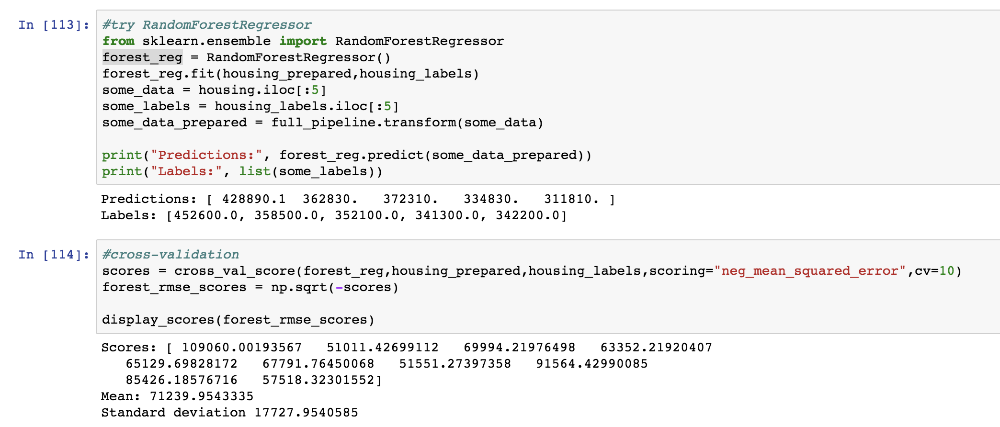 In [113]: #try RandomForestRegressor
from sklearn.ensemble import RandomForestRegressor
forest_reg = RandomForestRegressor()
forest_reg.fit(housing_prepared,housing_labels)
some_data = housing.iloc[:5]
some_labels = housing_labels.iloc[:5]
some_data_prepared = full_pipeline.transform(some_data)
print("Predictions:", forest_reg.predict(some_data_prepared))
print("Labels:", list(some_labels))
Predictions: [ 428890.1  362830.   372310.   334830.   311810. ]
Labels: [452600.0, 358500.0, 352100.0, 341300.0, 342200.0]
In [114]: #cross-validation
scores = cross_val_score(forest_reg,housing_prepared,housing_labels,scoring="neg_mean_squared_error",cv=10)
forest_rmse_scores = np.sqrt(-scores)
display_scores(forest_rmse_scores)
Scores: [ 109060.00193567   51011.42699112   69994.21976498   63352.21920407
65129.69828172   67791.76450068   51551.27397358   91564.42990085
85426.18576716   57518.32301552]
Mean: 71239.9543335
Standard deviation 17727.9540585